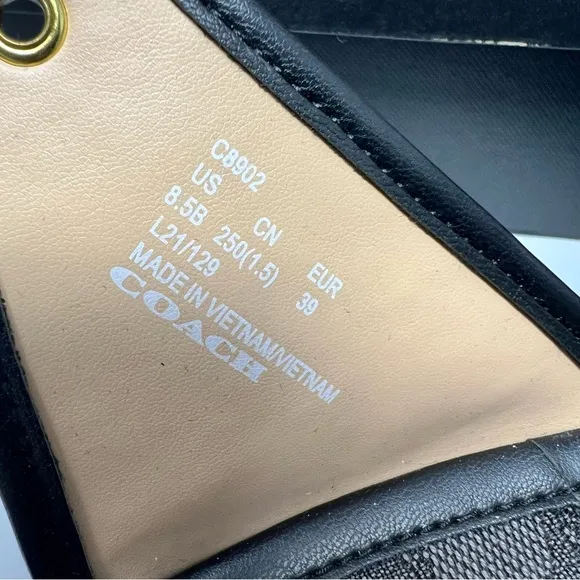 C8902
US CN EUR
8.5B 250(1.5) 39
L21/129
MADE IN VIETNAM/VIETNAM
COACH